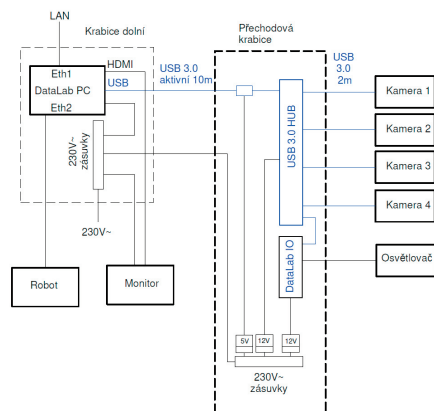 LAN
Krabice dolní
Eth1
DataLab PC
Eth2
HDMI
USB
USB 3.0
aktivní 10m
Přechodová
krabice
USB
3.0
2m
Kamera 1
Kamera 2
Kamera 3
Kamera 4
USB 3.0 HUB
230V~
zásuvky
230V~
DataLab IO
Osvětlovač
Robot
Monitor
5V
12V
12V
230V~
zásuvky